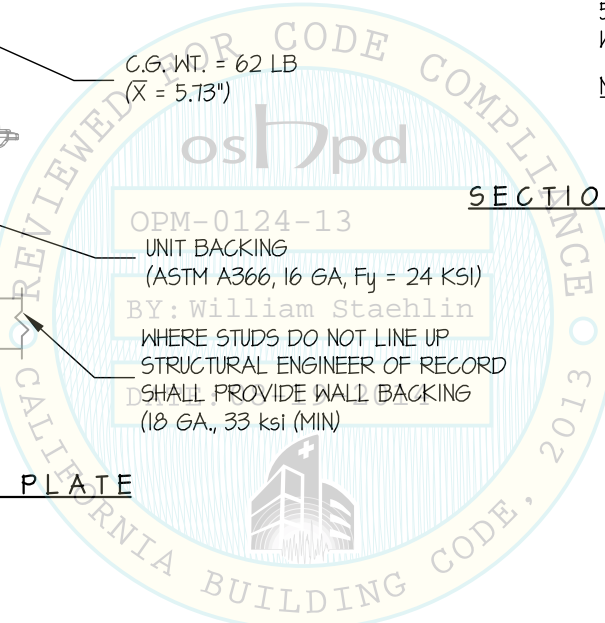 C.G. WT. = 62 LB
(X̄ = 5.73")
SECTIO
UNIT BACKING
(ASTM A366, 16 GA, Fy = 24 KSI)
WHERE STUDS DO NOT LINE UP
STRUCTURAL ENGINEER OF RECORD
SHALL PROVIDE WALL BACKING
(18 GA., 33 ksi (MIN)
PLATE
REVIEWED FOR CODE COMPLIANCE
oshpd
OPM-0124-13
BY: William Staehlin
CALIFORNIA BUILDING CODE, 2013